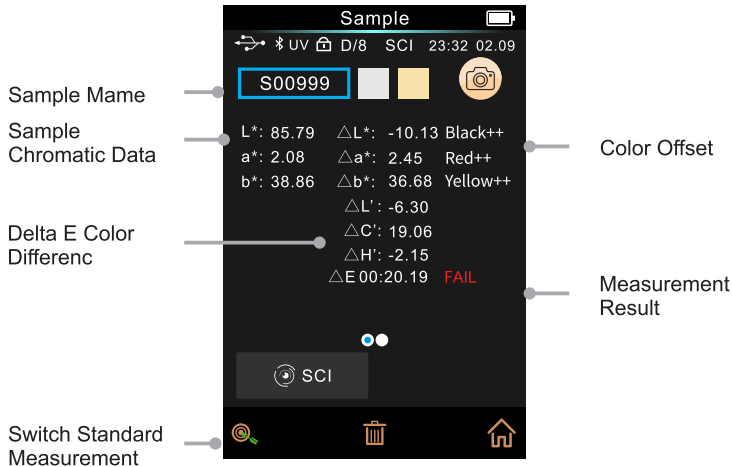 Sample
UV D/8 SCI 23:32 02.09
S00999
Sample Mame
Sample
Chromatic Data
L*: 85.79 △L*: -10.13 Black++
a*: 2.08 △a*: 2.45 Red++
b*: 38.86 △b*: 36.68 Yellow++
△L': -6.30
△C': 19.06
△H': -2.15
△E 00:20.19 FAIL
Color Offset
Delta E Color
Differenc
Measurement
Result
SCI
Switch Standard
Measurement